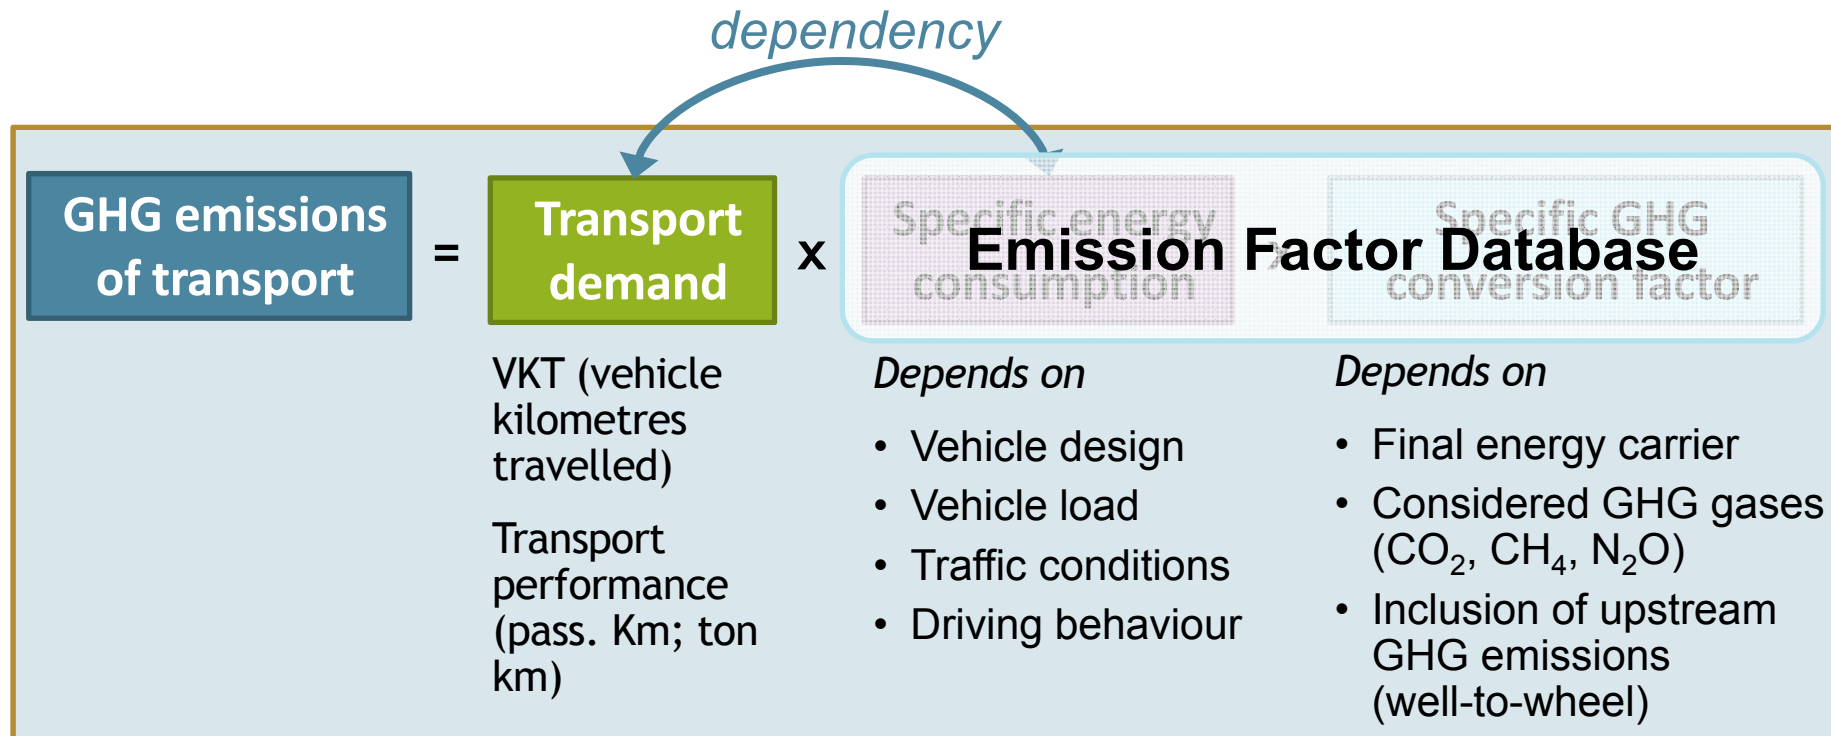 dependency
GHG emissions
of transport
=
Transport
demand
x
Specific energy
consumption
x
Specific GHG
conversion factor
Emission Factor Database
VKT (vehicle
kilometres
travelled)
Transport
performance
(pass. Km; ton
km)
Depends on
• Vehicle design
• Vehicle load
• Traffic conditions
• Driving behaviour
Depends on
• Final energy carrier
• Considered GHG gases
(CO₂, CH₄, N₂O)
• Inclusion of upstream
GHG emissions
(well-to-wheel)